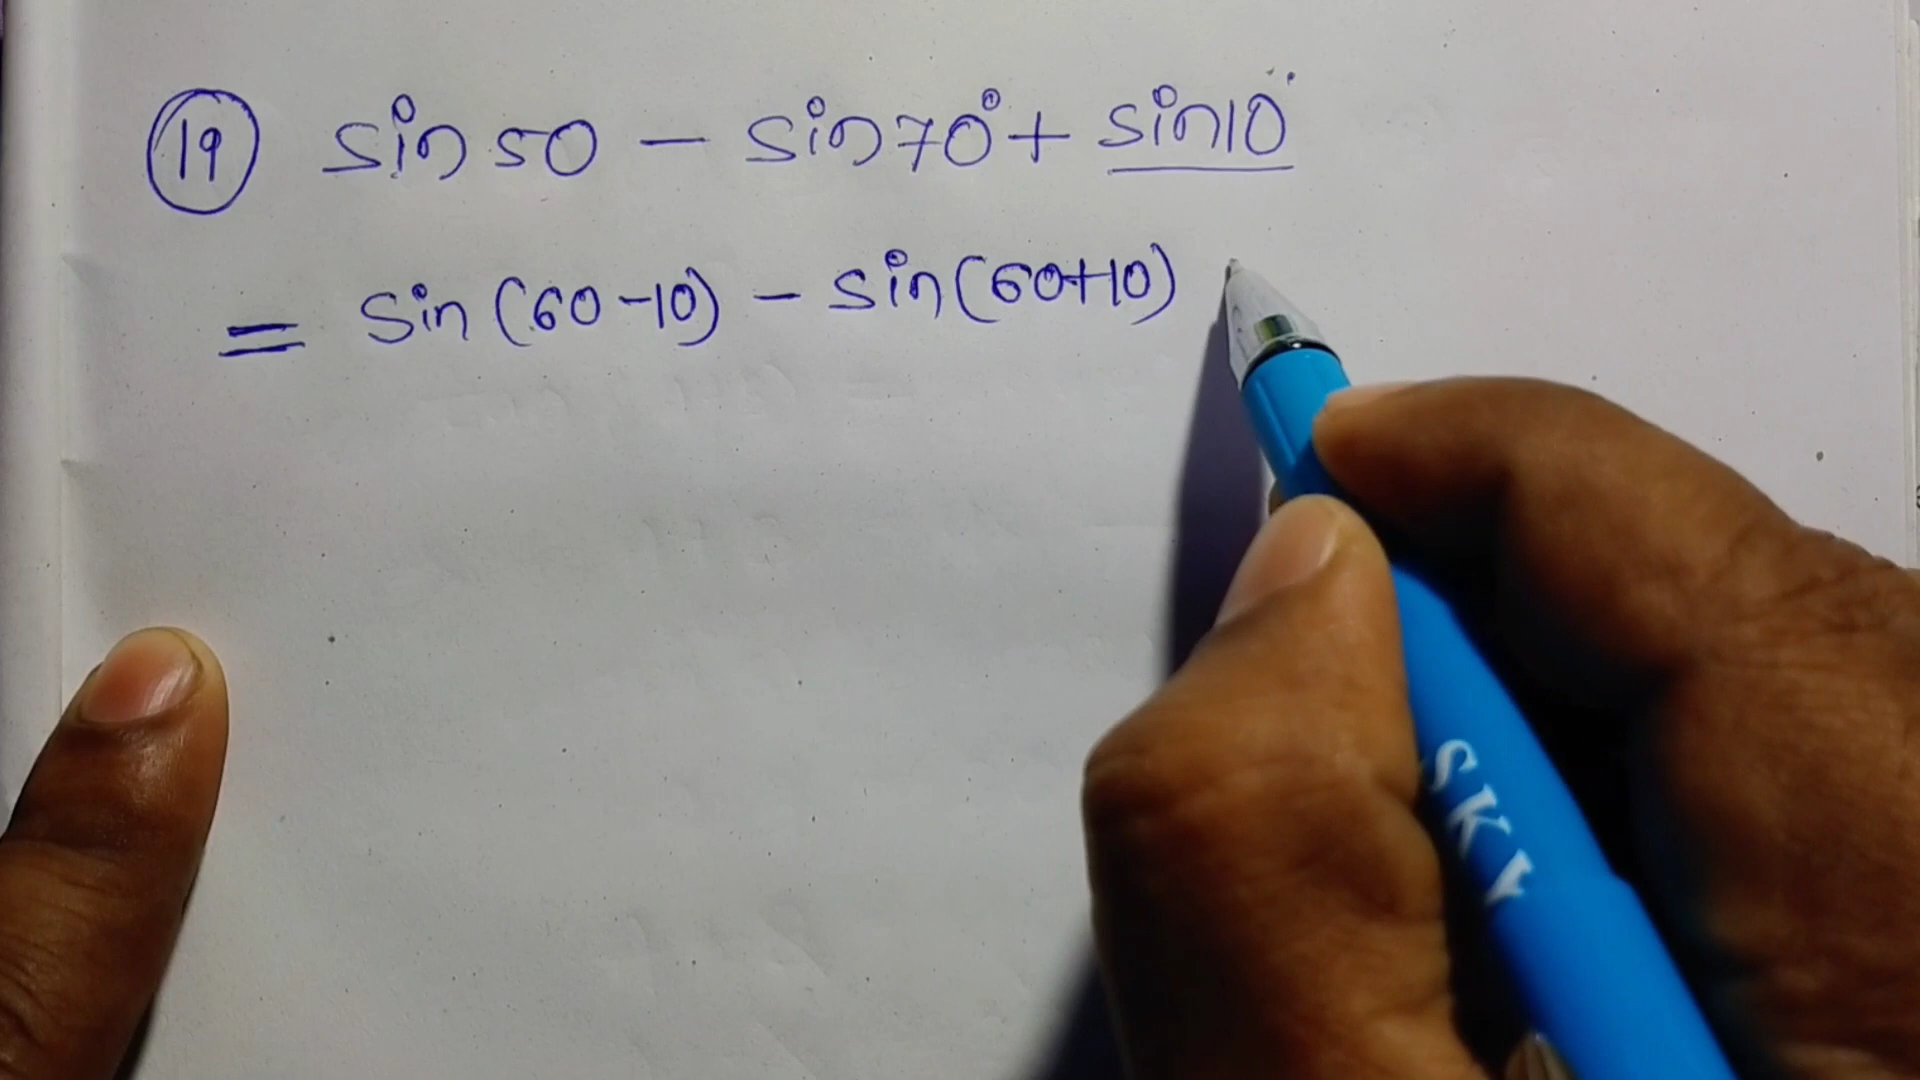 19 sin 50 - sin 70° + sin 10°
= sin (60 - 10) - sin (60+10)
SKY